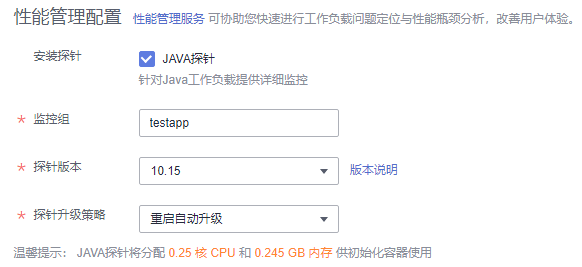 性能管理配置 性能管理服务 可协助您快速进行工作负载问题定位与性能瓶颈分析，改善用户体验。
安装探针 JAVA探针
针对Java工作负载提供详细监控
* 监控组 testapp
* 探针版本 10.15 版本说明
* 探针升级策略 重启自动升级
温馨提示： JAVA探针将分配 0.25 核 CPU 和 0.245 GB 内存 供初始化容器使用